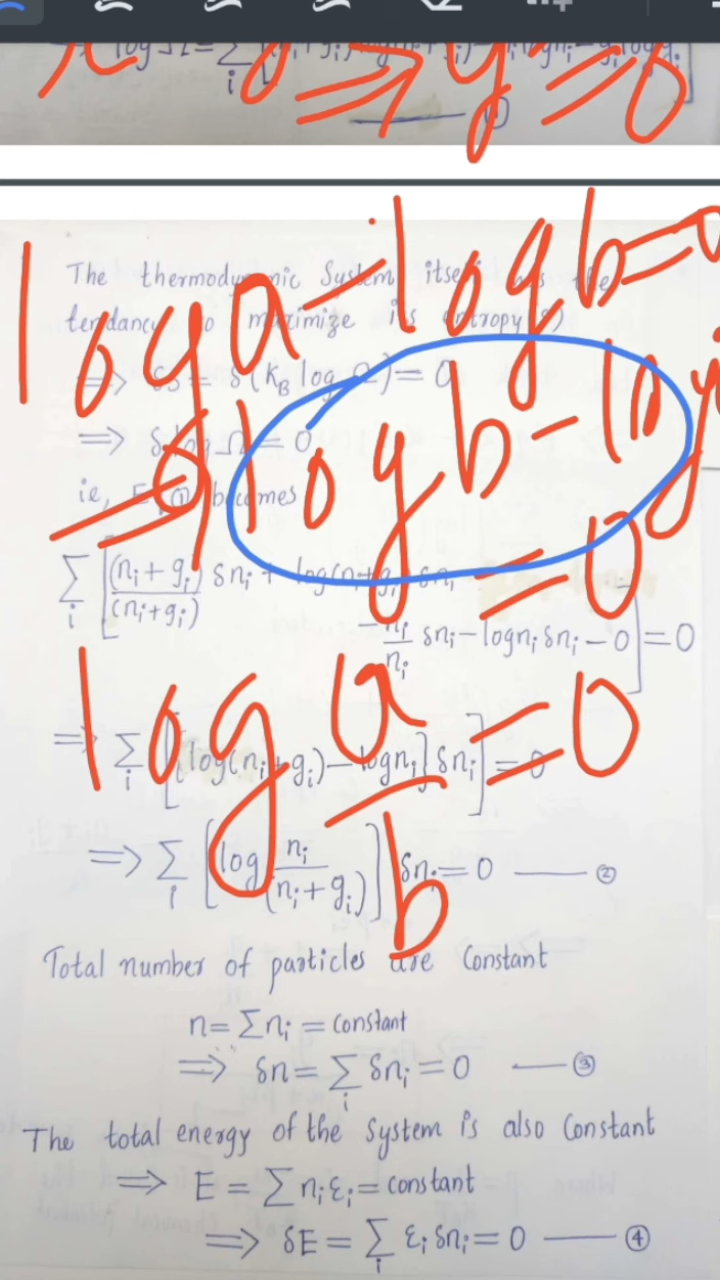 log Ω = Σ
i
①
The thermodynamic System itself has the
tendancy to maximize its entropy (S)
⟹ δS = δ(K_B log Ω) = 0
⟹ δ log Ω = 0
ie, Eq ① becomes
Σ_i [ (n_i + g_i)/(n_i + g_i) δn_i + log(n_i + g_i) δn_i
- n_i/n_i δn_i - log n_i δn_i - 0 ] = 0
⟹ Σ_i [{log(n_i + g_i) - log n_i} δn_i] = 0
⟹ Σ_i [log n_i/(n_i + g_i)] δn_i = 0 —— ②
Total number of particles are Constant
n = Σn_i = constant
⟹ δn = Σ_i δn_i = 0 —— ③
The total energy of the System is also Constant
⟹ E = Σ n_i ε_i = constant
⟹ δE = Σ_i ε_i δn_i = 0 —— ④
⟹ y = 0
log a - log b = 0
log b - log
= 0
log a/b = 0